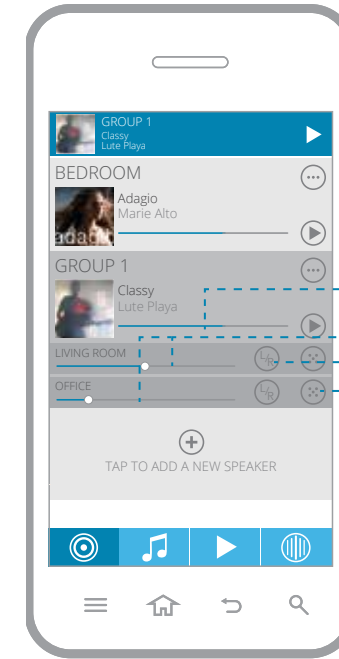 GROUP 1
Classy
Lute Playa
BEDROOM
adagio
Adagio
Marie Alto
GROUP 1
Classy
Lute Playa
LIVING ROOM
L/R
OFFICE
L/R
TAP TO ADD A NEW SPEAKER